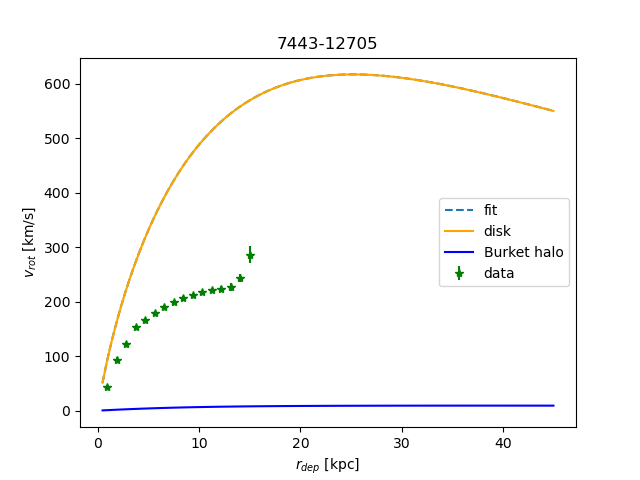 7443-12705
600
500
400
300
200
100
0
v_rot [km/s]
fit
disk
Burket halo
data
0 10 20 30 40
r_dep [kpc]